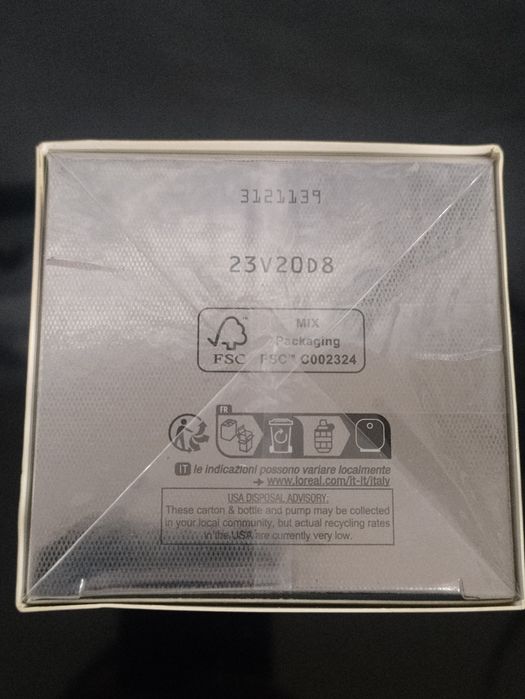 3121139
23V20D8
MIX
Packaging
FSC
FSC™ C002324
FR
IT le indicazioni possono variare localmente
www.loreal.com/it-it/italy
USA DISPOSAL ADVISORY:
These carton & bottle and pump may be collected
in your local community, but actual recycling rates
in the USA are currently very low.